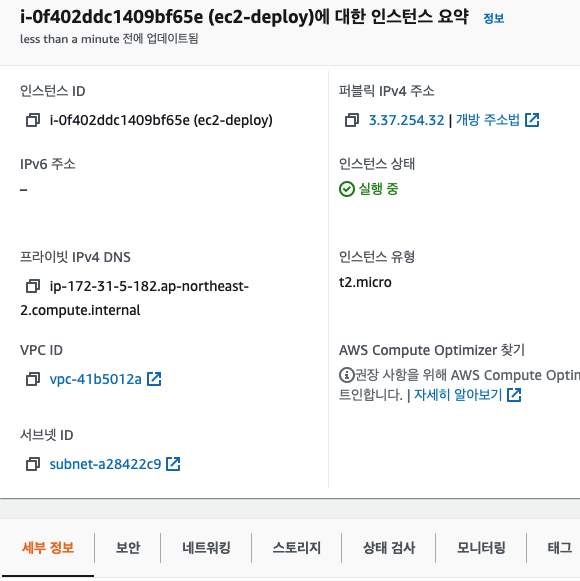 i-0f402ddc1409bf65e (ec2-deploy)에 대한 인스턴스 요약 정보
less than a minute 전에 업데이트됨
인스턴스 ID
i-0f402ddc1409bf65e (ec2-deploy)
퍼블릭 IPv4 주소
3.37.254.32 | 개방 주소법
IPv6 주소
–
인스턴스 상태
실행 중
프라이빗 IPv4 DNS
ip-172-31-5-182.ap-northeast-
2.compute.internal
인스턴스 유형
t2.micro
VPC ID
vpc-41b5012a
AWS Compute Optimizer 찾기
권장 사항을 위해 AWS Compute Optim
트인합니다. | 자세히 알아보기
서브넷 ID
subnet-a28422c9
세부 정보 보안 네트워킹 스토리지 상태 검사 모니터링 태그